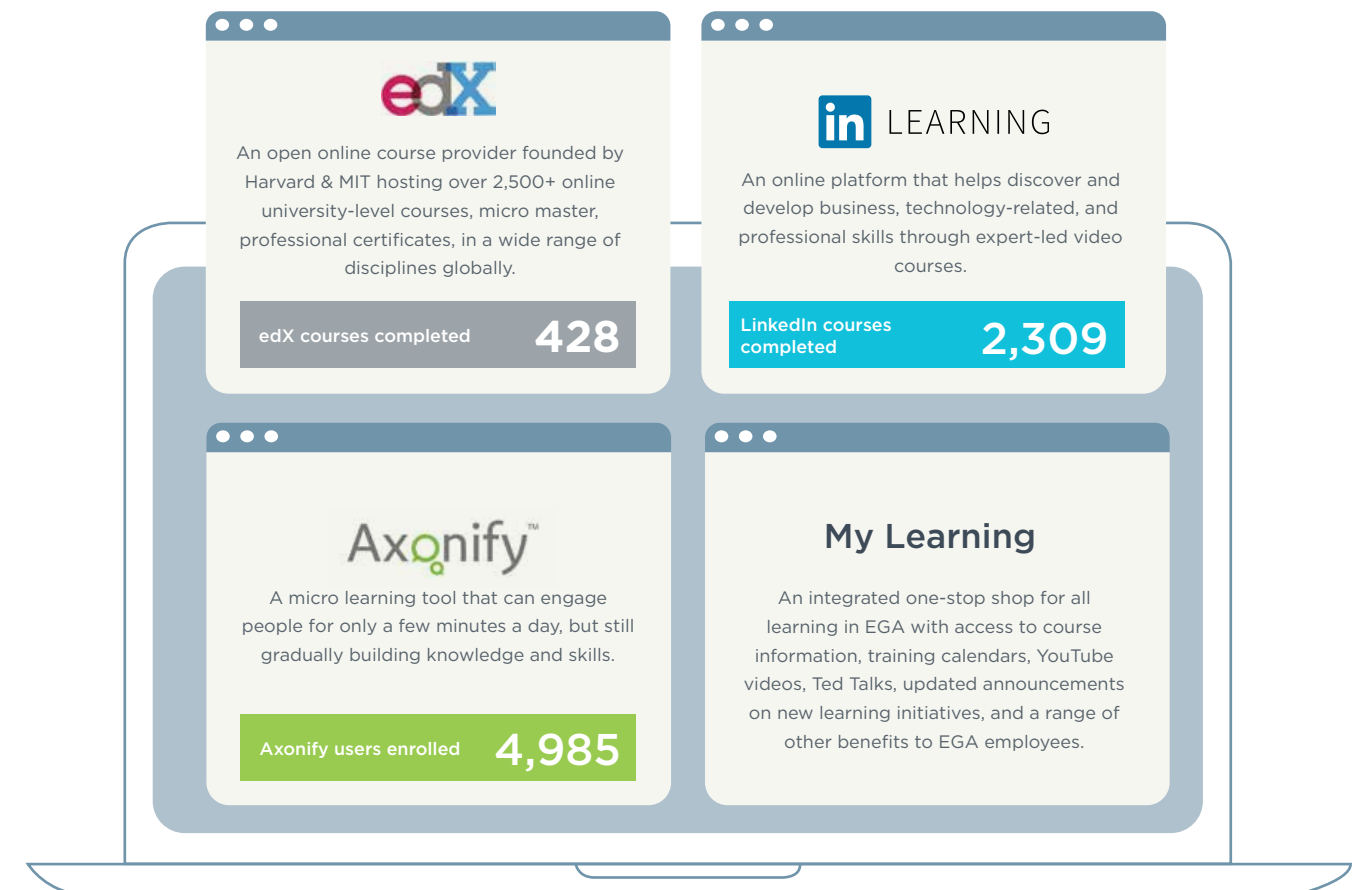 edX
An open online course provider founded by
Harvard & MIT hosting over 2,500+ online
university-level courses, micro master,
professional certificates, in a wide range of
disciplines globally.
edX courses completed 428
in LEARNING
An online platform that helps discover and
develop business, technology-related, and
professional skills through expert-led video
courses.
LinkedIn courses
completed 2,309
Axonify™
A micro learning tool that can engage
people for only a few minutes a day, but still
gradually building knowledge and skills.
Axonify users enrolled 4,985
My Learning
An integrated one-stop shop for all
learning in EGA with access to course
information, training calendars, YouTube
videos, Ted Talks, updated announcements
on new learning initiatives, and a range of
other benefits to EGA employees.